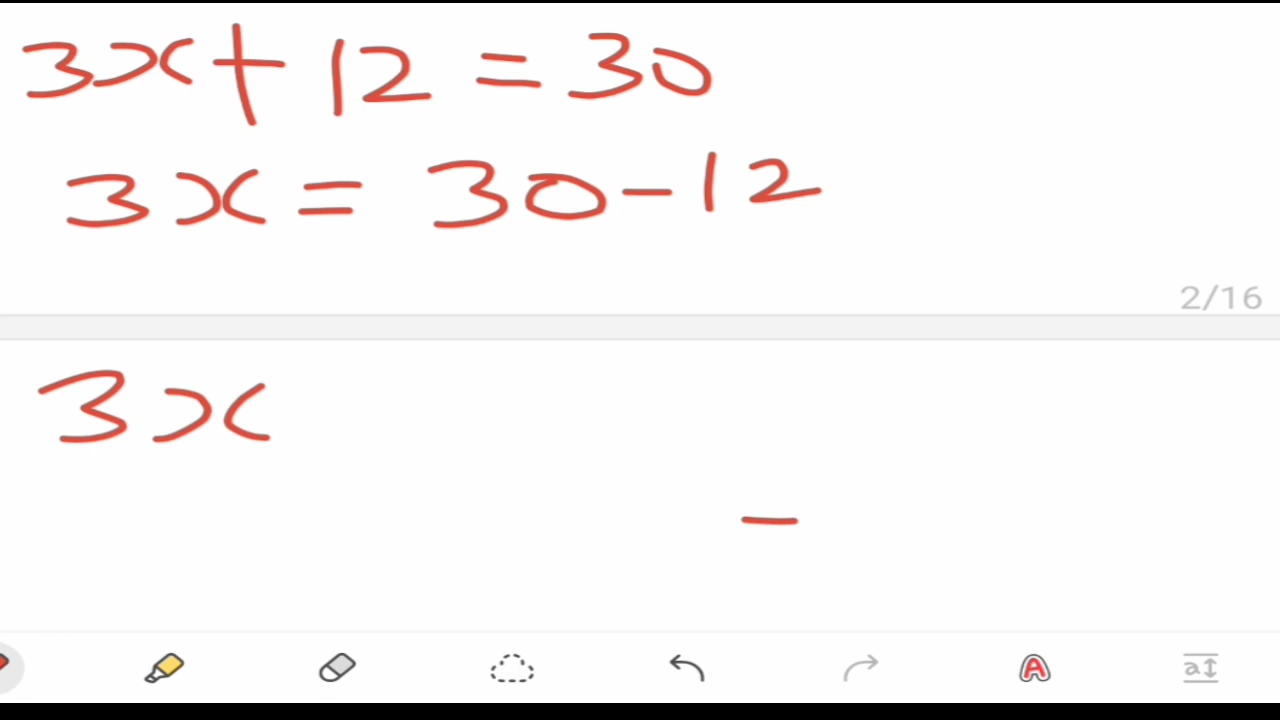 3x + 12 = 30
3x = 30 - 12
2/16
3x
-
A
a